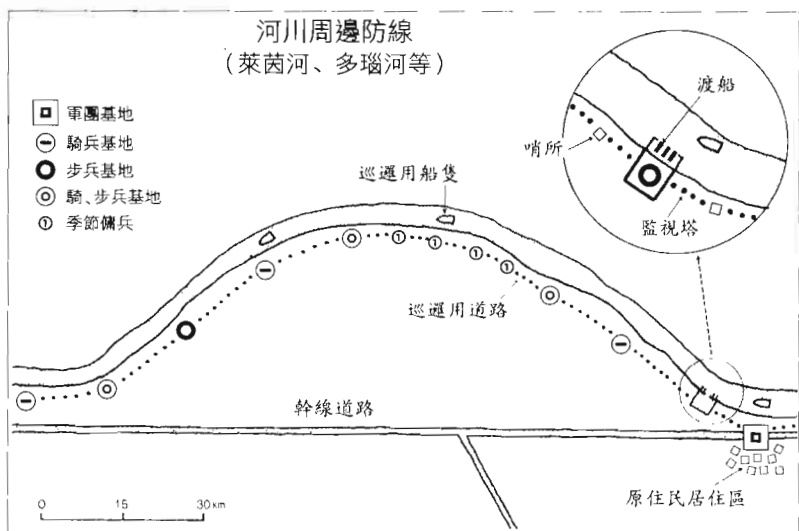 河川周邊防線
(萊茵河、多瑙河等)
軍團基地
騎兵基地
步兵基地
騎、步兵基地
季節傭兵
渡船
哨所
監視塔
巡邏用船隻
巡邏用道路
幹線道路
原住民居住區
0 15 30 km